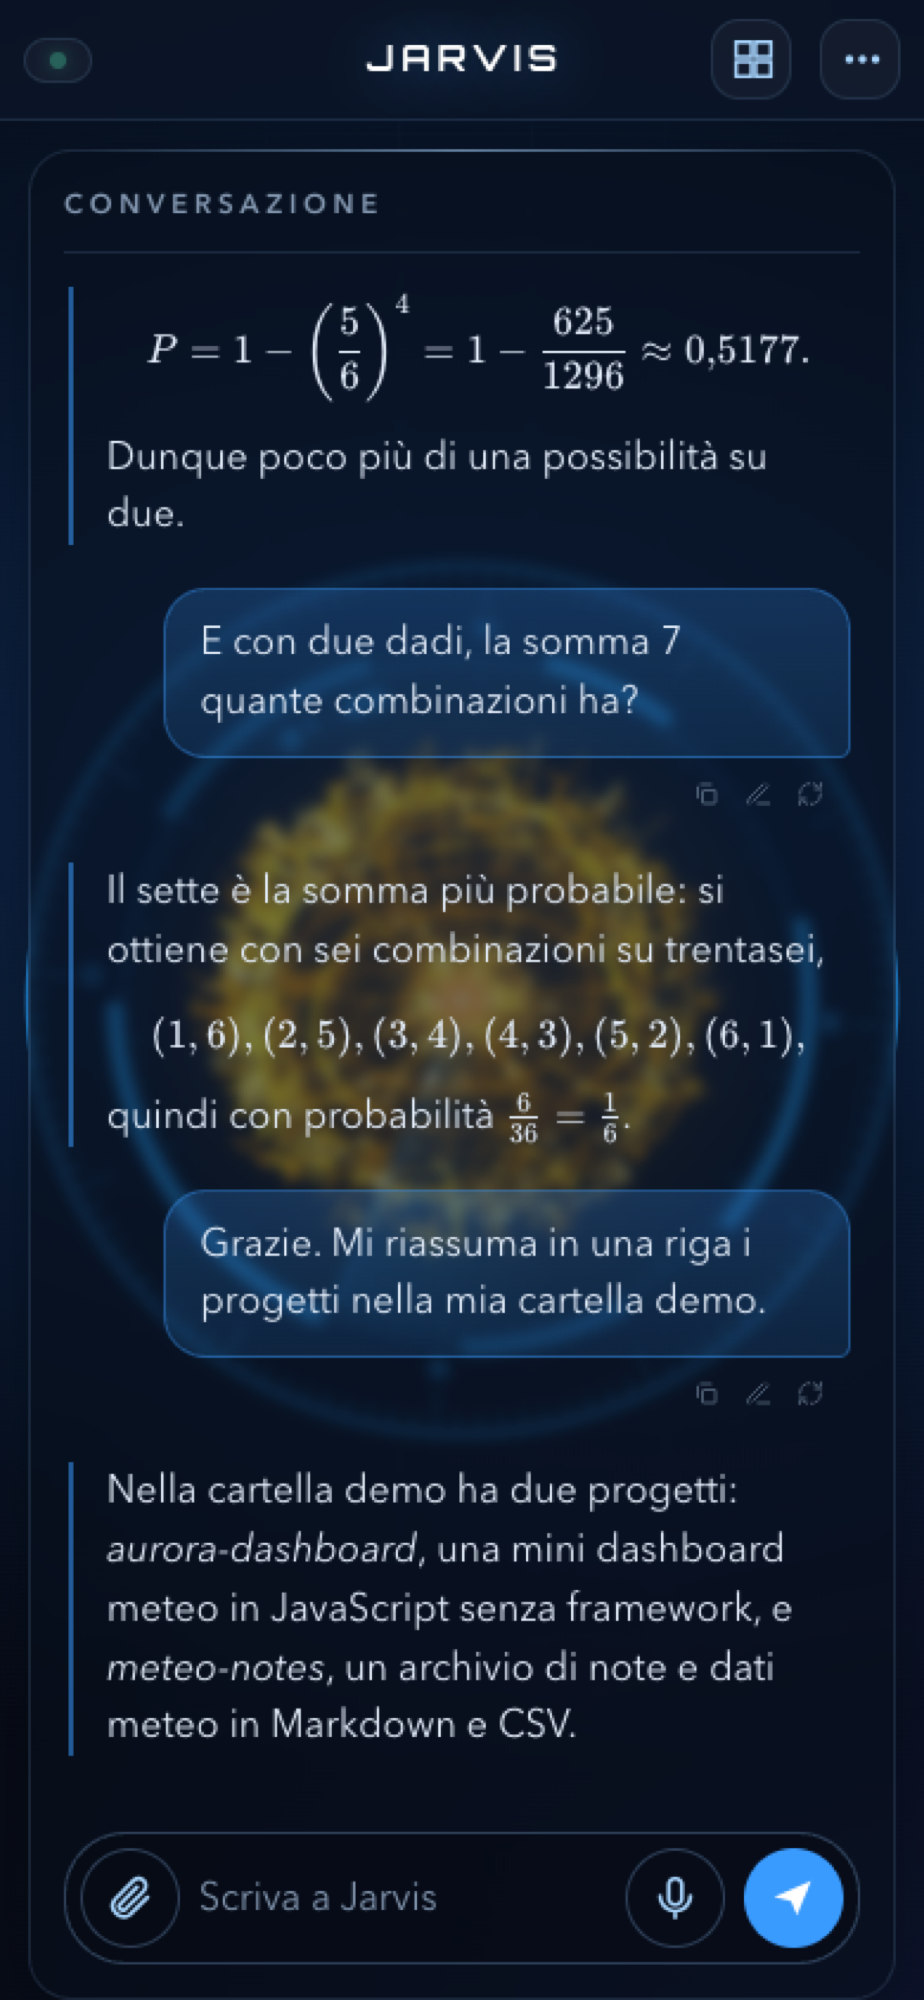 JARVIS
CONVERSAZIONE
P = 1 − (5/6)^4 = 1 − 625/1296 ≈ 0,5177.
Dunque poco più di una possibilità su
due.
E con due dadi, la somma 7
quante combinazioni ha?
Il sette è la somma più probabile: si
ottiene con sei combinazioni su trentasei,
(1, 6), (2, 5), (3, 4), (4, 3), (5, 2), (6, 1),
quindi con probabilità 6/36 = 1/6.
Grazie. Mi riassuma in una riga i
progetti nella mia cartella demo.
Nella cartella demo ha due progetti:
aurora-dashboard, una mini dashboard
meteo in JavaScript senza framework, e
meteo-notes, un archivio di note e dati
meteo in Markdown e CSV.
Scriva a Jarvis